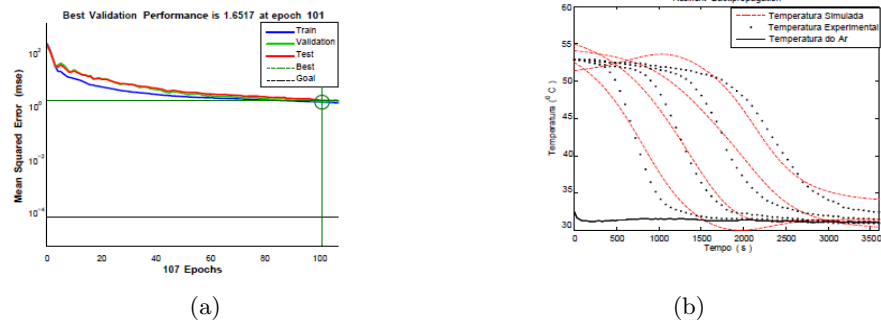 Best Validation Performance is 1.6517 at epoch 101
Train
Validation
Test
Best
Goal
Mean Squared Error (mse)
10^2
10^0
10^-2
10^-4
0 20 40 60 80 100
107 Epochs
(a)
Resilient Backpropagation
Temperatura Simulada
Temperatura Experimental
Temperatura do Ar
Temperatura (°C)
60
55
50
45
40
35
30
0 500 1000 1500 2000 2500 3000 3500
Tempo ( s )
(b)